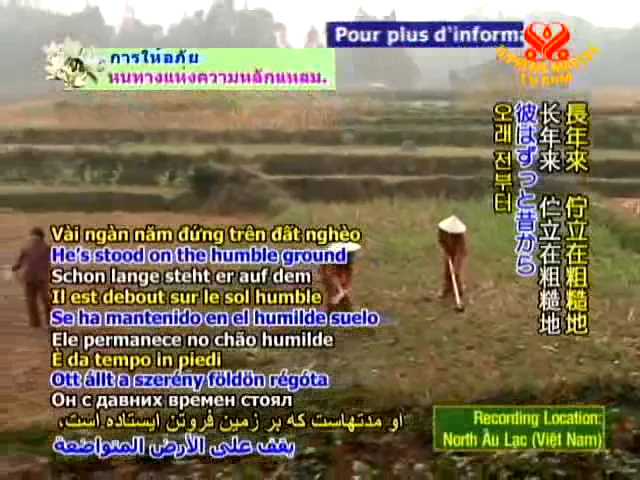 Pour plus d'informa
SUPREME MASTER
TV.COM
การให้อภัย
หนทางแห่งความหลักแหลม.
長年來 佇立在粗糙地
长年来 伫立在粗糙地
彼はずっと昔から
오래 전부터
Vài ngàn năm đứng trên đất nghèo
He's stood on the humble ground
Schon lange steht er auf dem
Il est debout sur le sol humble
Se ha mantenido en el humilde suelo
Ele permanece no chão humilde
È da tempo in piedi
Ott állt a szerény földön régóta
Он с давних времен стоял
او مدتهاست که بر زمین فروتن ایستاده است،
يقف على الأرض المتواضعة
Recording Location:
North Âu Lạc (Việt Nam)